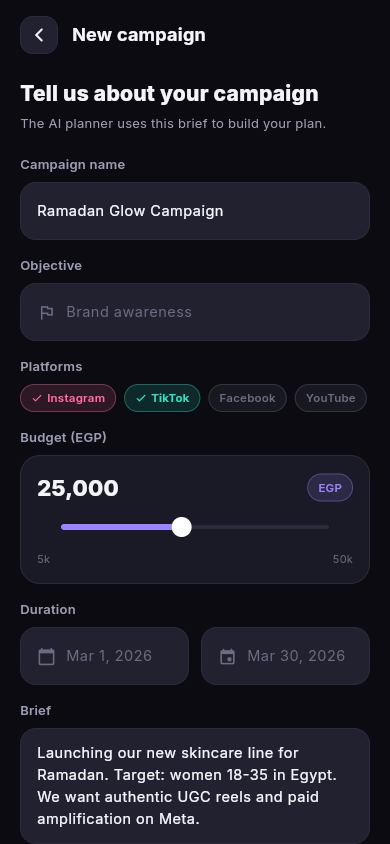 New campaign
Tell us about your campaign
The AI planner uses this brief to build your plan.
Campaign name
Ramadan Glow Campaign
Objective
Brand awareness
Platforms
Instagram TikTok Facebook YouTube
Budget (EGP)
25,000 EGP
5k 50k
Duration
Mar 1, 2026 Mar 30, 2026
Brief
Launching our new skincare line for
Ramadan. Target: women 18-35 in Egypt.
We want authentic UGC reels and paid
amplification on Meta.